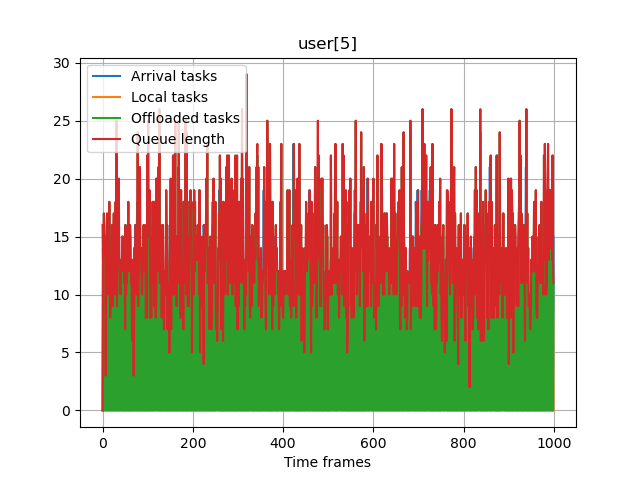 user[5]
30
25
20
15
10
5
0
Arrival tasks
Local tasks
Offloaded tasks
Queue length
0 200 400 600 800 1000
Time frames